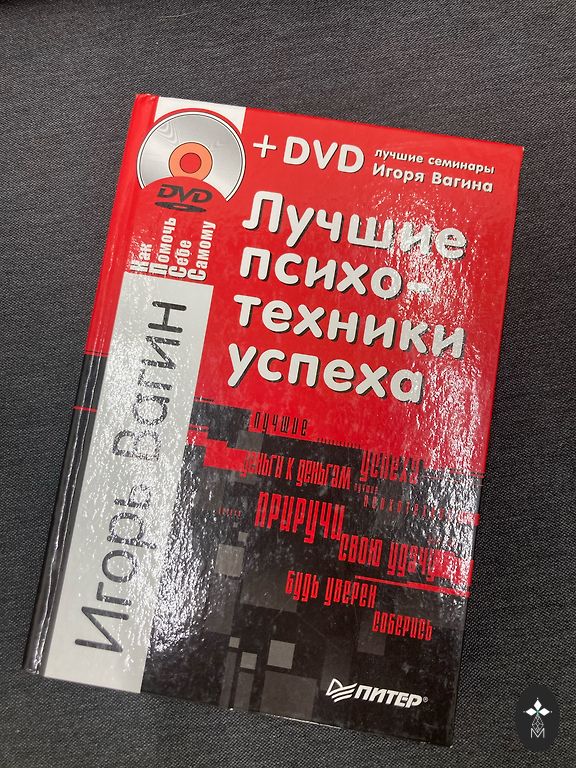 + DVD
лучшие семинары
Игоря Вагина
DVD
Как
Помочь
Себе
Самому
Лучшие
психо-
техники
успеха
Игорь Вагин
лучшие
деньги к деньгам
успеха
приручи
свою удачу
будь уверен
соберись
ПИТЕР®
М